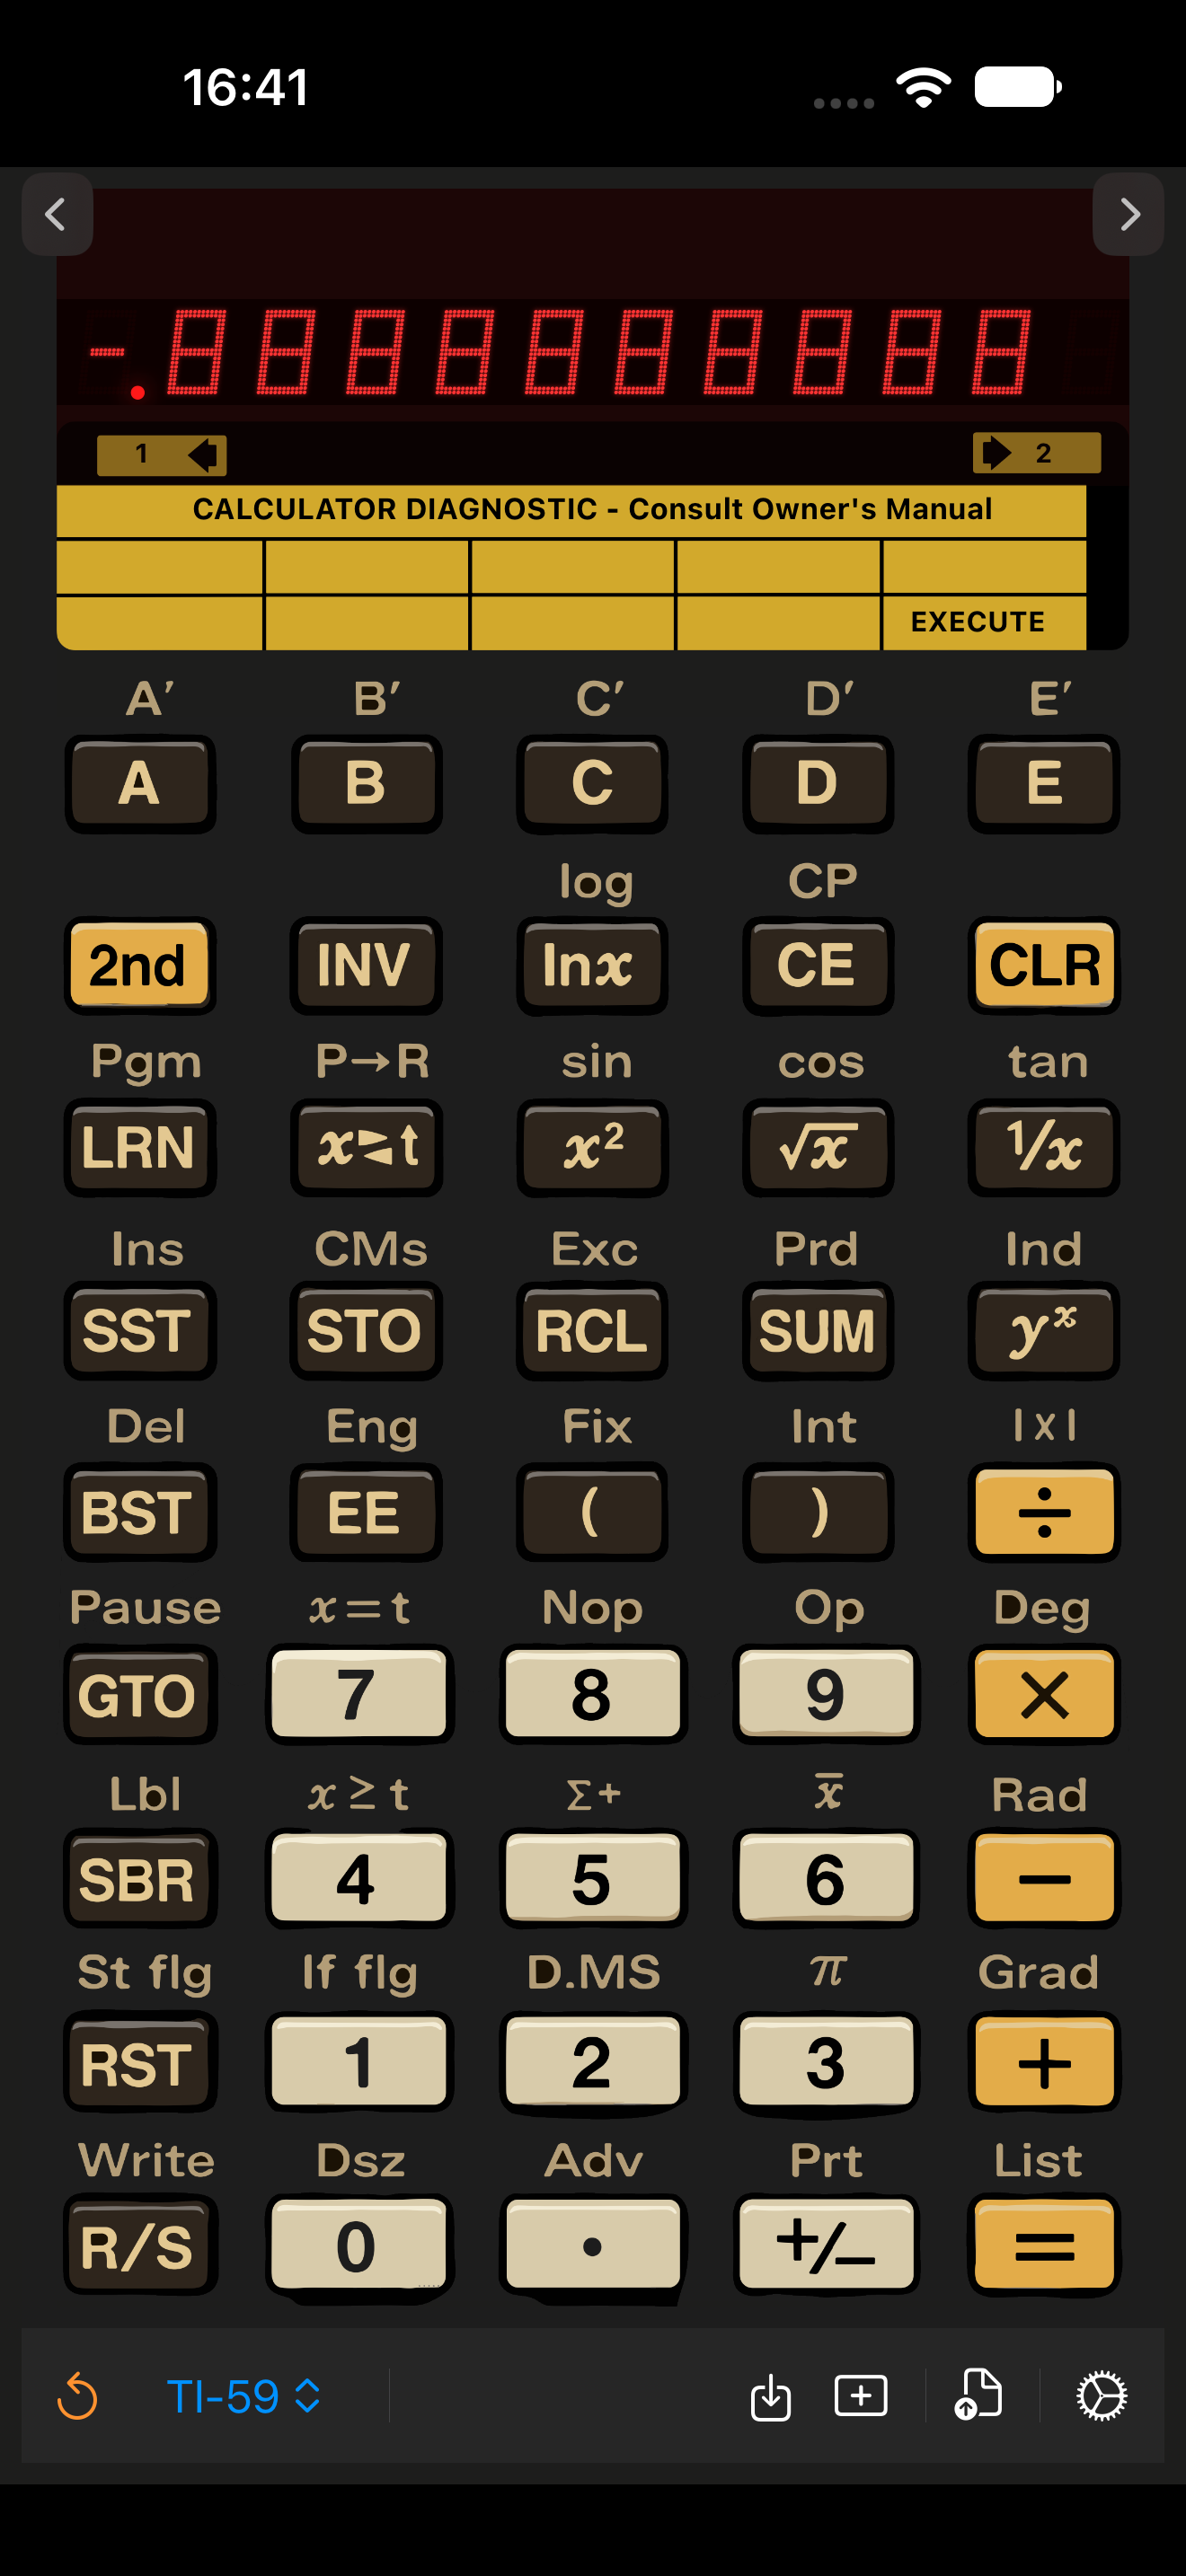 16:41
-.8888888888
1 2
CALCULATOR DIAGNOSTIC - Consult Owner's Manual
EXECUTE
A′ B′ C′ D′ E′
A B C D E
log CP
2nd INV lnx CE CLR
Pgm P→R sin cos tan
LRN x⇄t x² √x 1/x
Ins CMs Exc Prd Ind
SST STO RCL SUM yˣ
Del Eng Fix Int |x|
BST EE ( ) ÷
Pause x=t Nop Op Deg
GTO 7 8 9 ×
Lbl x≥t Σ+ x̅ Rad
SBR 4 5 6 −
St flg If flg D.MS π Grad
RST 1 2 3 +
Write Dsz Adv Prt List
R/S 0 . +/− =
TI-59